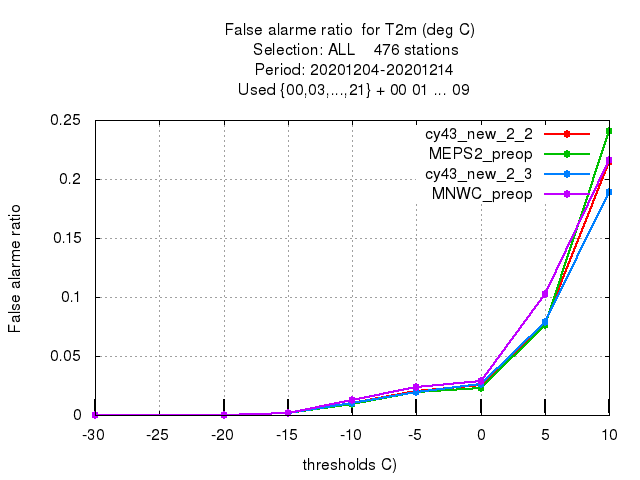 False alarme ratio  for T2m (deg C)
Selection: ALL    476 stations
Period: 20201204-20201214
Used {00,03,...,21} + 00 01 ... 09
cy43_new_2_2
MEPS2_preop
cy43_new_2_3
MNWC_preop
0.25
0.2
0.15
0.1
0.05
0
False alarme ratio
-30 -25 -20 -15 -10 -5 0 5 10
thresholds C)